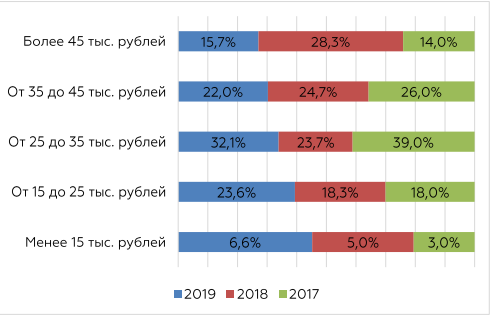 Более 45 тыс. рублей 15,7% 28,3% 14,0%
От 35 до 45 тыс. рублей 22,0% 24,7% 26,0%
От 25 до 35 тыс. рублей 32,1% 23,7% 39,0%
От 15 до 25 тыс. рублей 23,6% 18,3% 18,0%
Менее 15 тыс. рублей 6,6% 5,0% 3,0%
2019 2018 2017